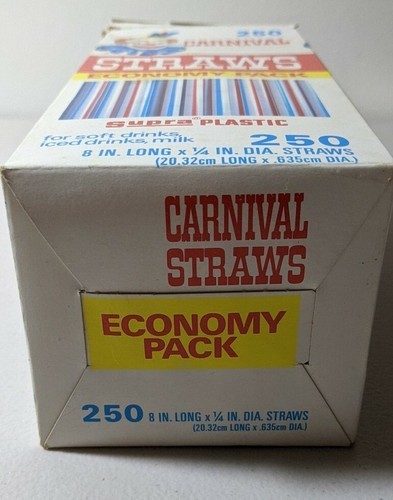 250
CARNIVAL
STRAWS
ECONOMY PACK
Supra PLASTIC
for soft drinks, 250
iced drinks, milk
8 IN. LONG x ¼ IN. DIA. STRAWS
(20,32cm LONG x .635cm DIA.)
CARNIVAL
STRAWS
ECONOMY
PACK
250 8 IN. LONG x ¼ IN. DIA. STRAWS
(20.32cm LONG x .635cm DIA.)